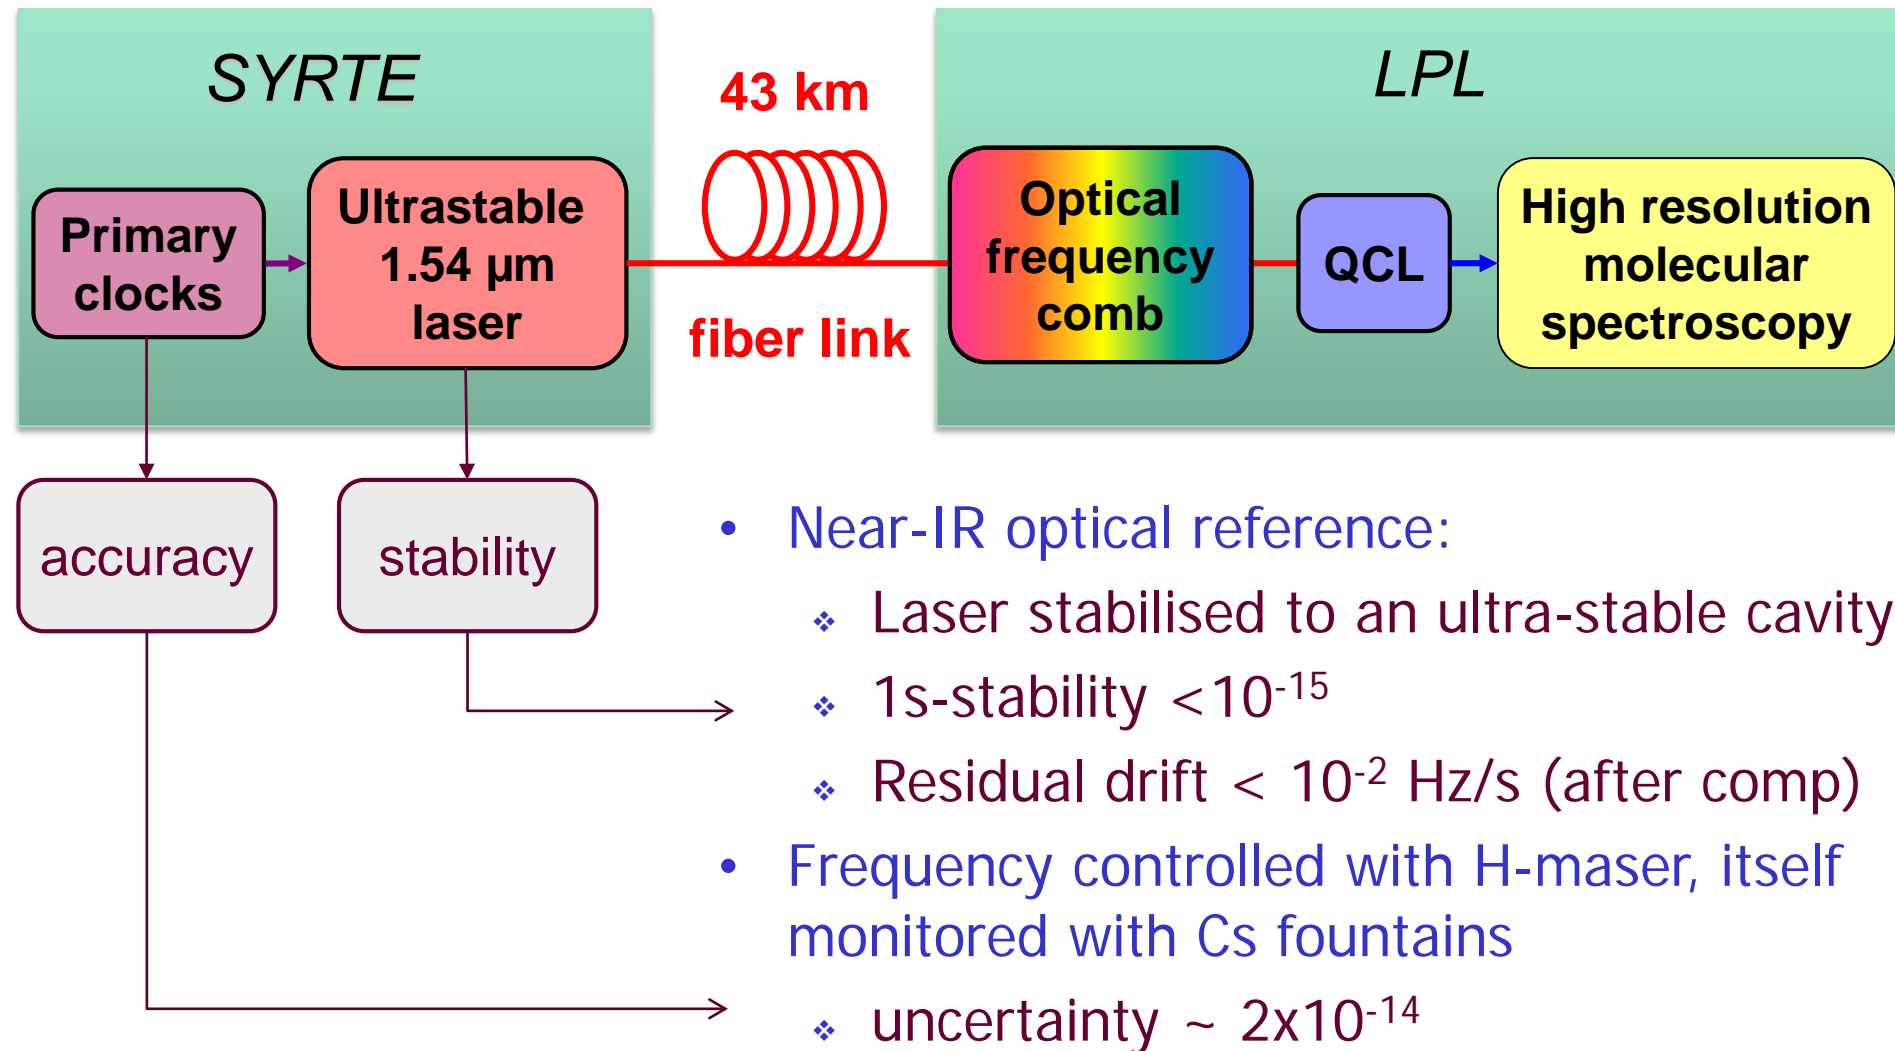 SYRTE
43 km
LPL
Primary
clocks
Ultrastable
1.54 µm
laser
fiber link
Optical
frequency
comb
QCL
High resolution
molecular
spectroscopy
accuracy
stability
• Near-IR optical reference:
❖ Laser stabilised to an ultra-stable cavity
❖ 1s-stability <10⁻¹⁵
❖ Residual drift < 10⁻² Hz/s (after comp)
• Frequency controlled with H-maser, itself
monitored with Cs fountains
❖ uncertainty ~ 2x10⁻¹⁴